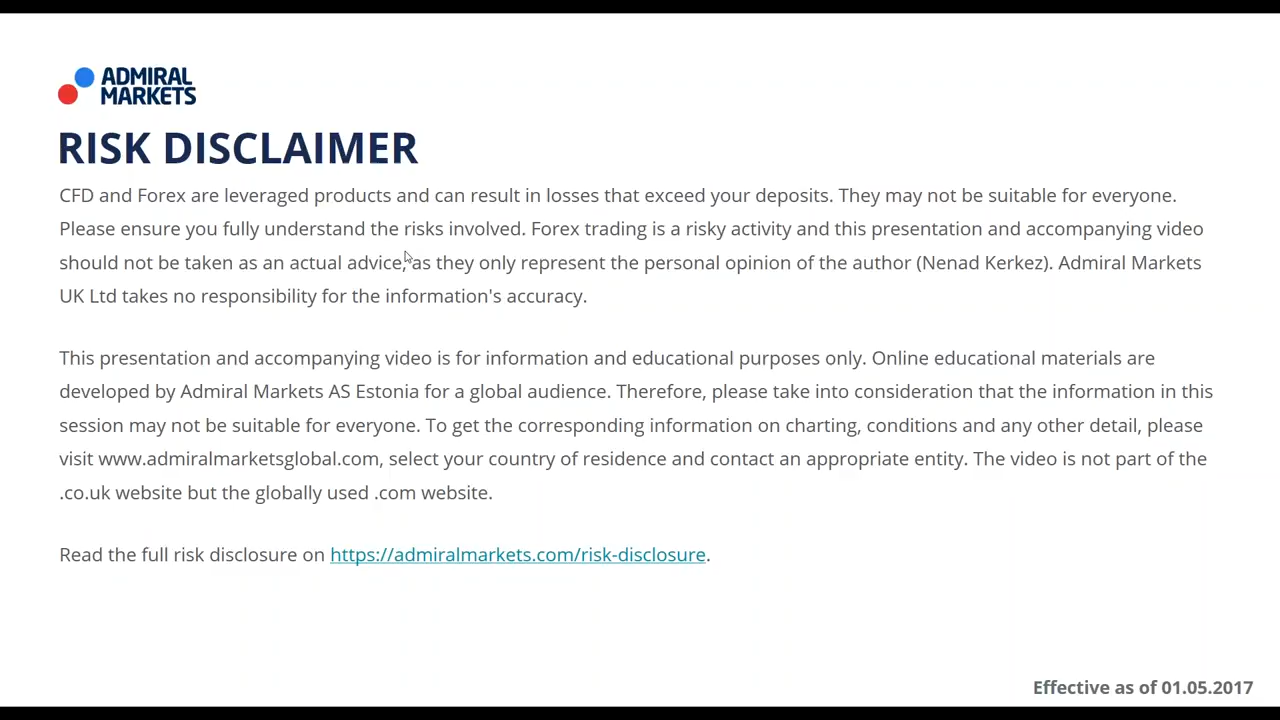 ADMIRAL
MARKETS
RISK DISCLAIMER
CFD and Forex are leveraged products and can result in losses that exceed your deposits. They may not be suitable for everyone.
Please ensure you fully understand the risks involved. Forex trading is a risky activity and this presentation and accompanying video
should not be taken as an actual advice, as they only represent the personal opinion of the author (Nenad Kerkez). Admiral Markets
UK Ltd takes no responsibility for the information's accuracy.
This presentation and accompanying video is for information and educational purposes only. Online educational materials are
developed by Admiral Markets AS Estonia for a global audience. Therefore, please take into consideration that the information in this
session may not be suitable for everyone. To get the corresponding information on charting, conditions and any other detail, please
visit www.admiralmarketsglobal.com, select your country of residence and contact an appropriate entity. The video is not part of the
.co.uk website but the globally used .com website.
Read the full risk disclosure on https://admiralmarkets.com/risk-disclosure.
Effective as of 01.05.2017